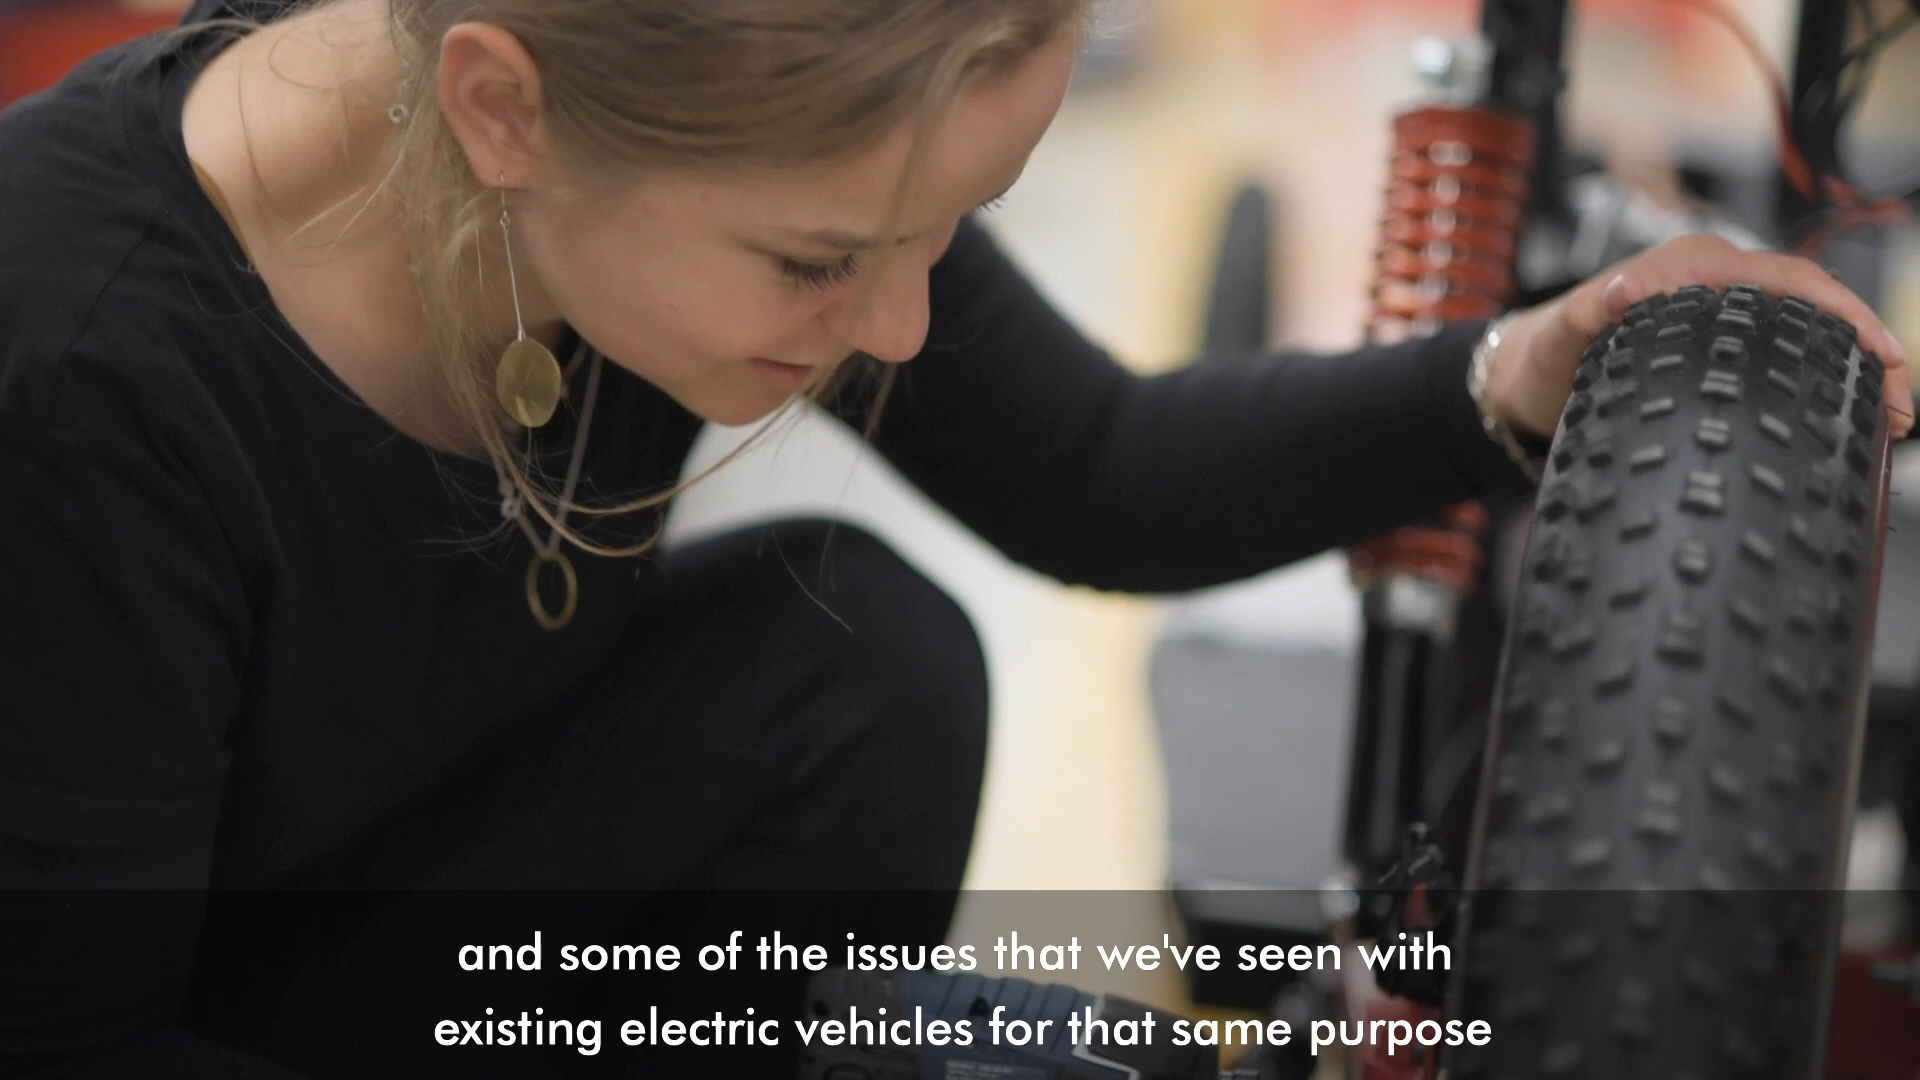 and some of the issues that we've seen with
existing electric vehicles for that same purpose